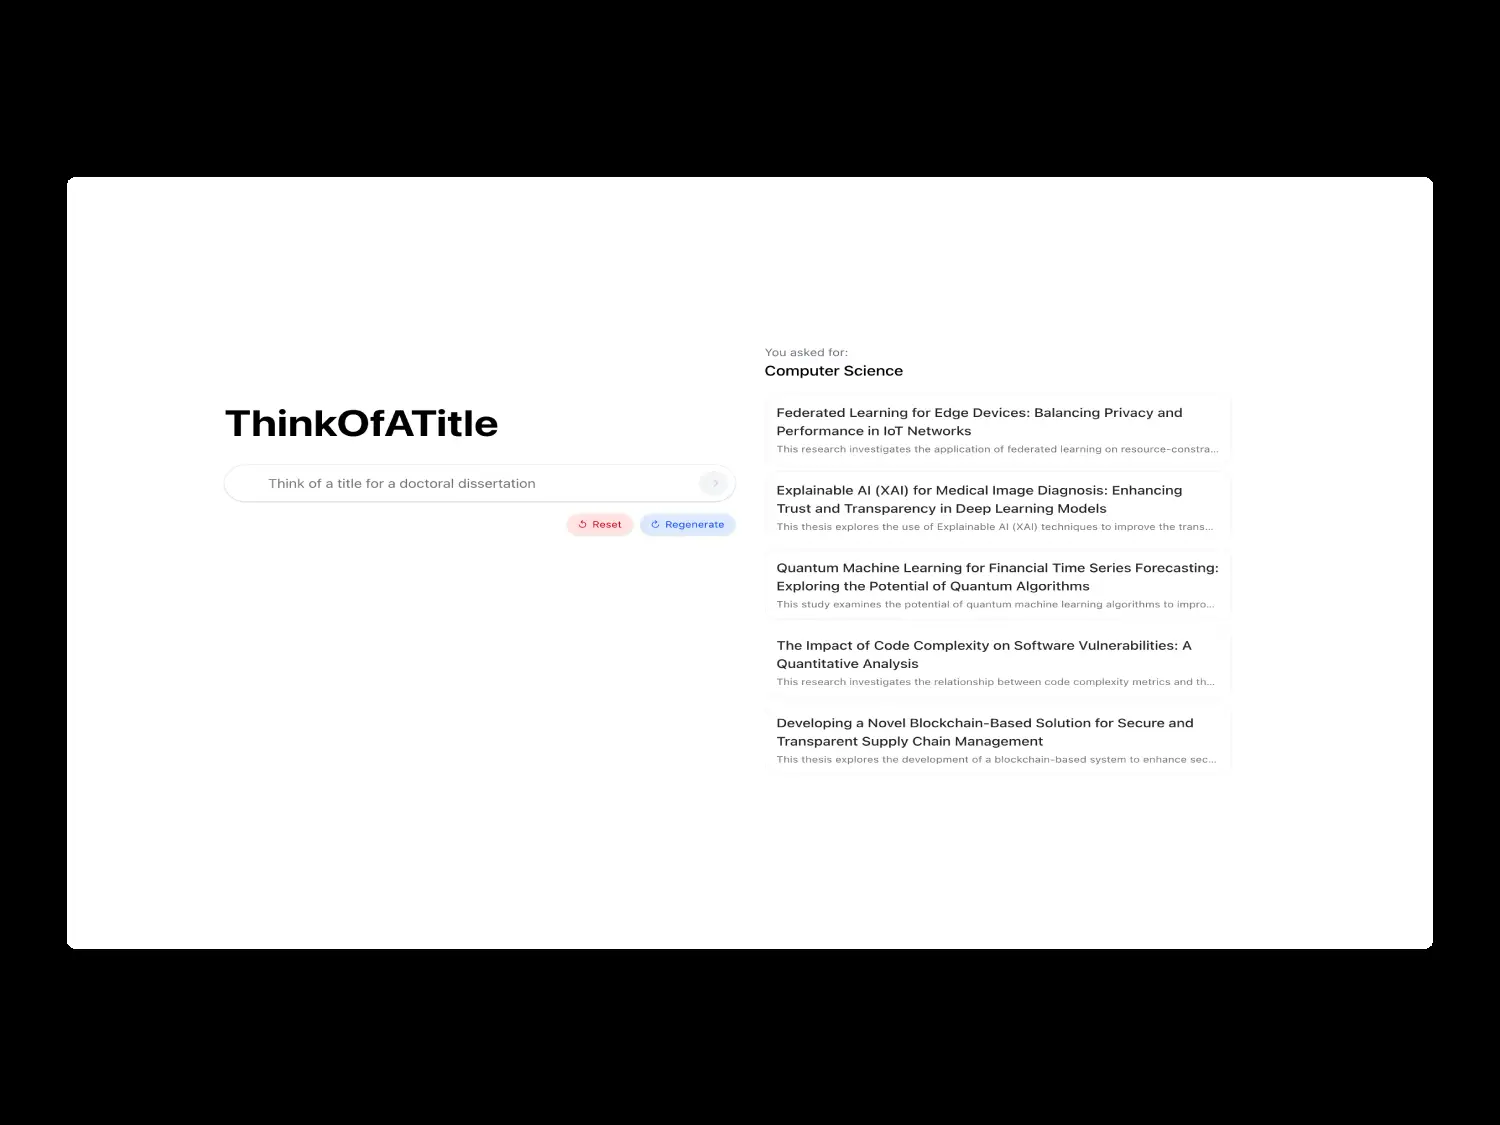 ThinkOfATitle
Think of a title for a doctoral dissertation
Reset
Regenerate
You asked for:
Computer Science
Federated Learning for Edge Devices: Balancing Privacy and
Performance in IoT Networks
This research investigates the application of federated learning on resource-constra...
Explainable AI (XAI) for Medical Image Diagnosis: Enhancing
Trust and Transparency in Deep Learning Models
This thesis explores the use of Explainable AI (XAI) techniques to improve the trans...
Quantum Machine Learning for Financial Time Series Forecasting:
Exploring the Potential of Quantum Algorithms
This study examines the potential of quantum machine learning algorithms to impro...
The Impact of Code Complexity on Software Vulnerabilities: A
Quantitative Analysis
This research investigates the relationship between code complexity metrics and th...
Developing a Novel Blockchain-Based Solution for Secure and
Transparent Supply Chain Management
This thesis explores the development of a blockchain-based system to enhance sec...